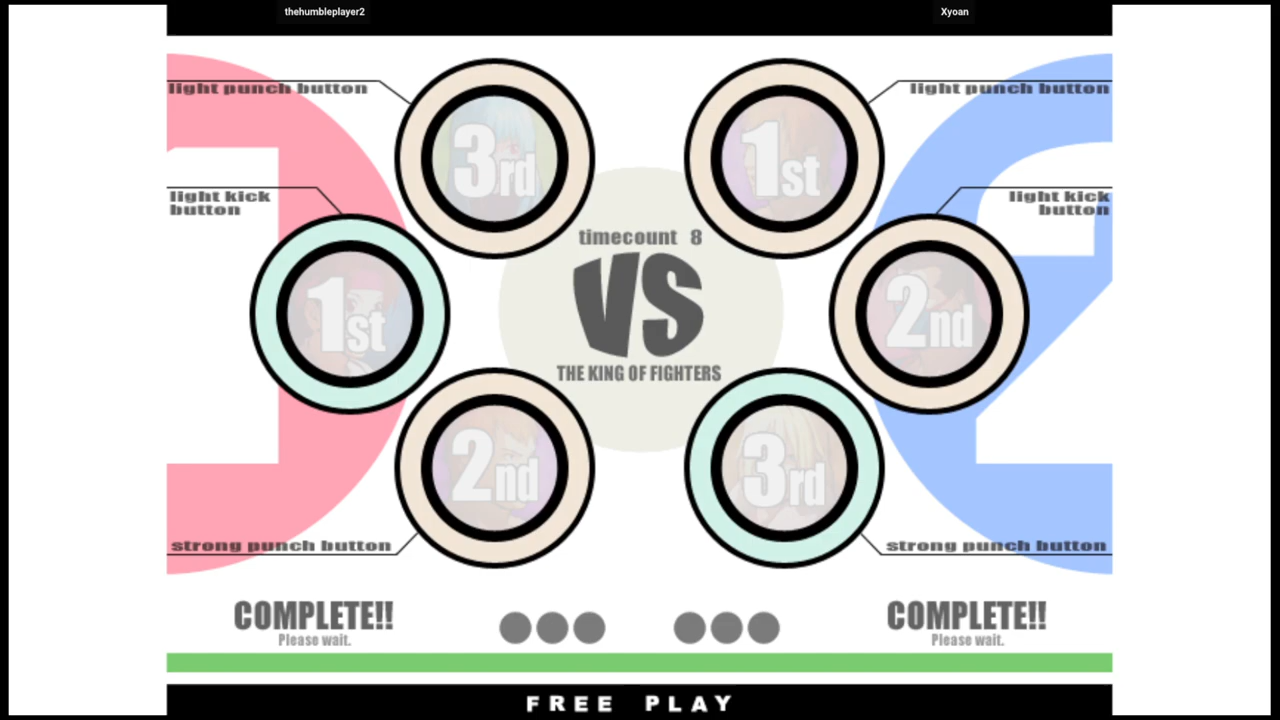 thehumbleplayer2
Xyoan
light punch button
light punch button
3rd
1st
light kick
button
light kick
button
timecount 8
VS
THE KING OF FIGHTERS
1st
2nd
2nd
3rd
strong punch button
strong punch button
COMPLETE!!
Please wait.
COMPLETE!!
Please wait.
FREE PLAY